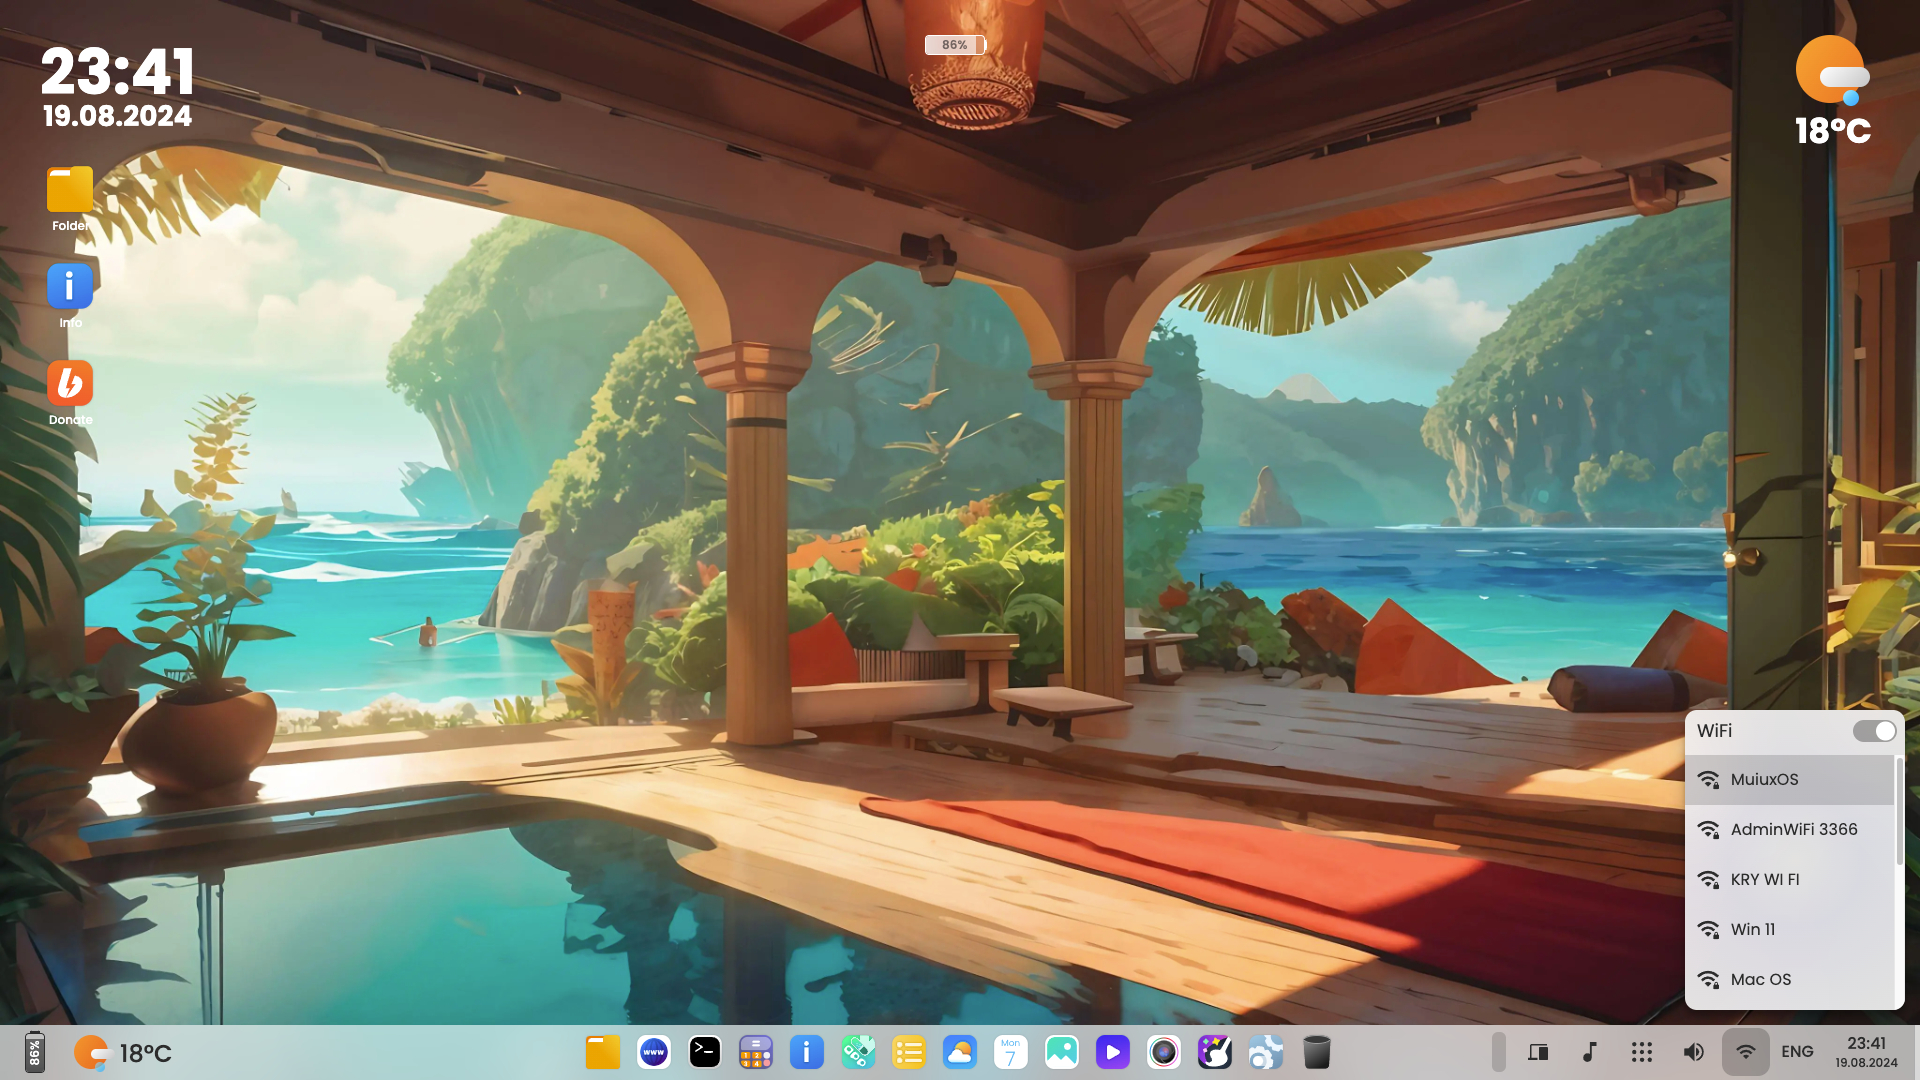 23:41
19.08.2024
86%
18°C
Folder
Info
Donate
WiFi
MuiuxOS
AdminWiFi 3366
KRY WI FI
Win 11
Mac OS
86%
18°C
www
Mon
7
ENG
23:41
19.08.2024